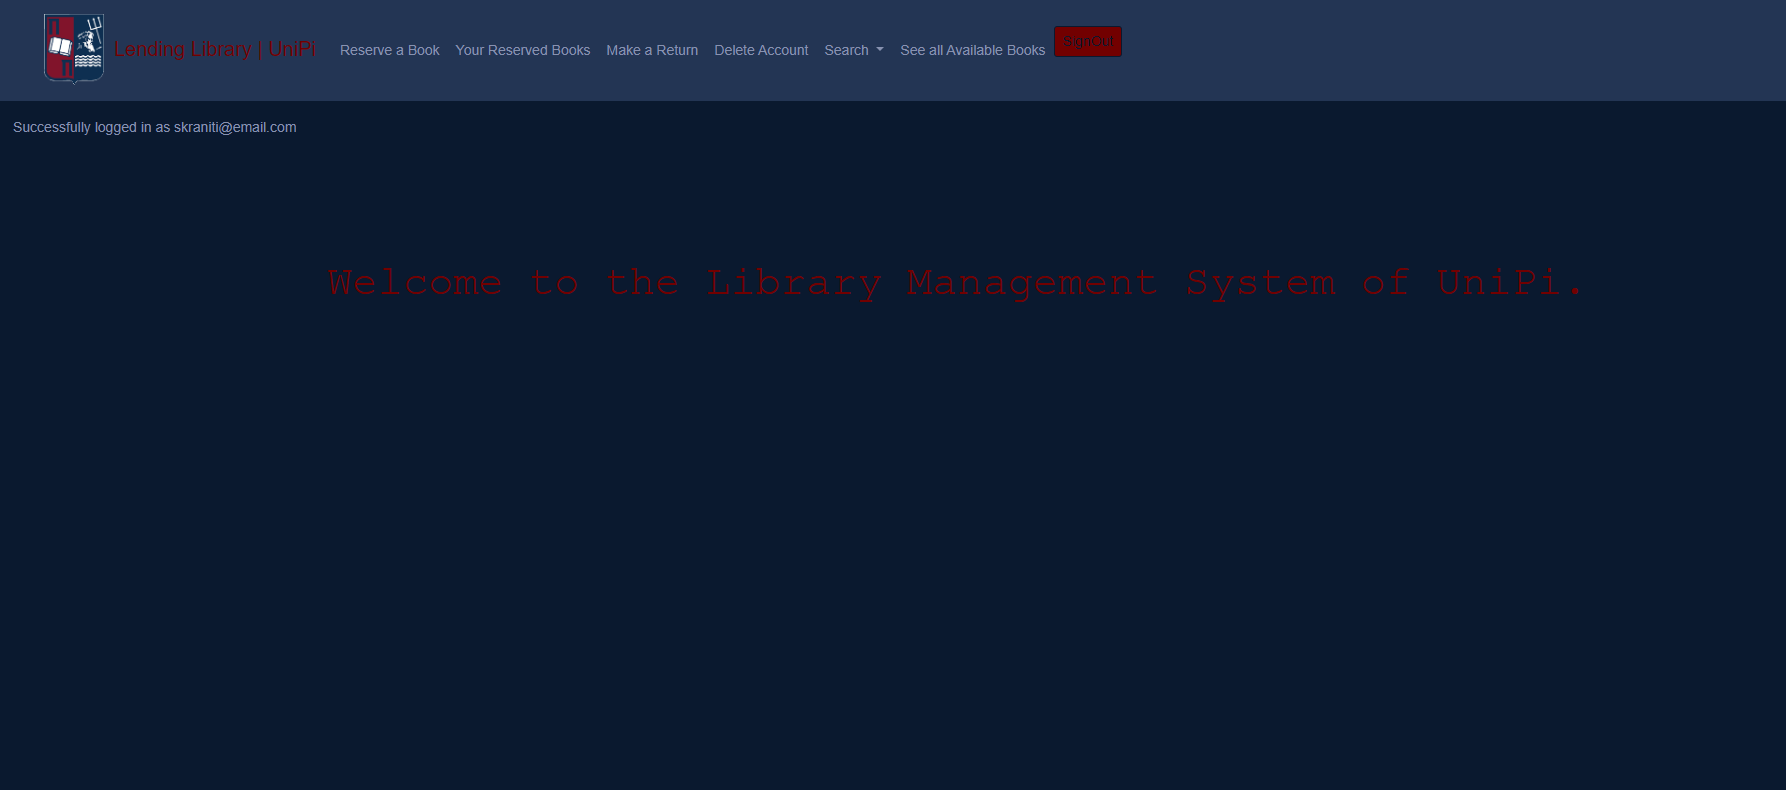 Lending Library | UniPi Reserve a Book Your Reserved Books Make a Return Delete Account Search See all Available Books SignOut
Successfully logged in as skraniti@email.com
Welcome to the Library Management System of UniPi.